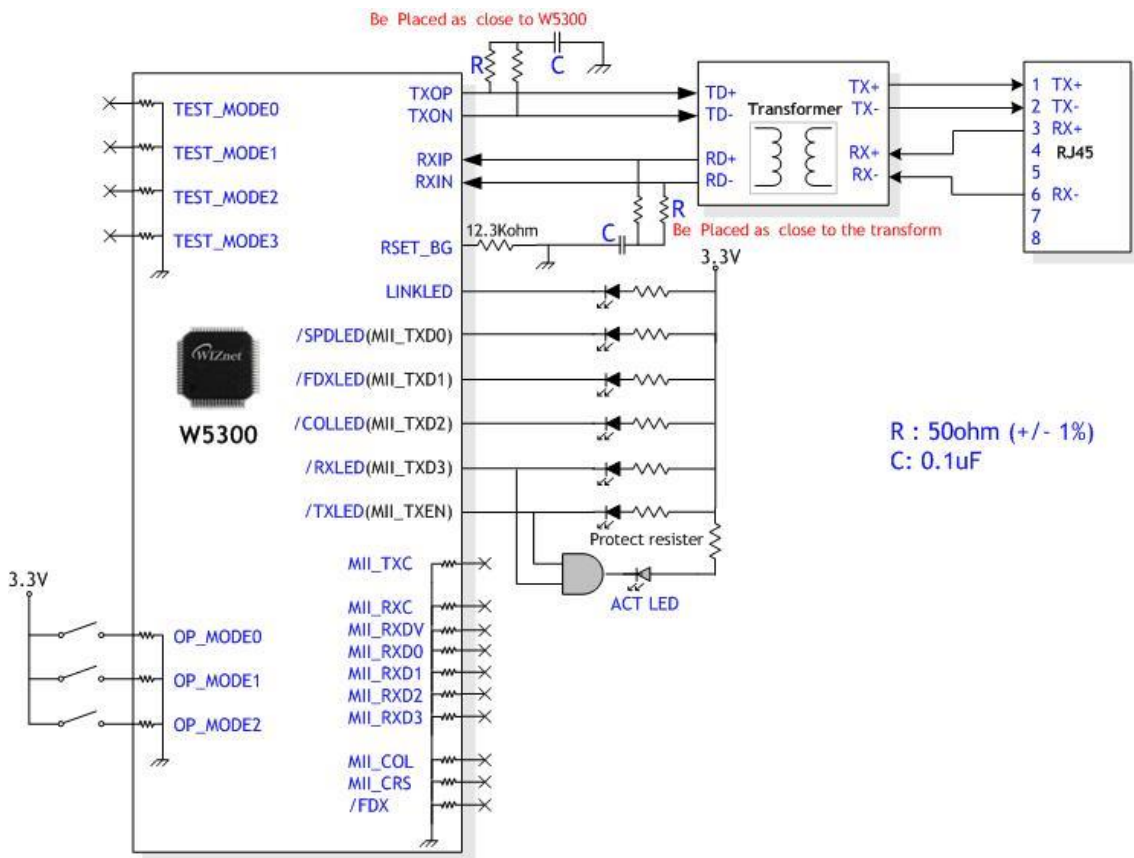 Be Placed as close to W5300
R
C
TXOP
TXON
RXIP
RXIN
TEST_MODE0
TEST_MODE1
TEST_MODE2
TEST_MODE3
TD+
TD-
RD+
RD-
Transformer
TX+
TX-
RX+
RX-
1 TX+
2 TX-
3 RX+
4
RJ45
5
6 RX-
7
8
R
C
Be Placed as close to the transform
RSET_BG
12.3Kohm
3.3V
LINKLED
/SPDLED(MII_TXD0)
/FDXLED(MII_TXD1)
/COLLED(MII_TXD2)
/RXLED(MII_TXD3)
/TXLED(MII_TXEN)
WIZnet
W5300
R : 50ohm (+/- 1%)
C: 0.1uF
Protect resister
ACT LED
MII_TXC
MII_RXC
MII_RXDV
MII_RXD0
MII_RXD1
MII_RXD2
MII_RXD3
MII_COL
MII_CRS
/FDX
3.3V
OP_MODE0
OP_MODE1
OP_MODE2